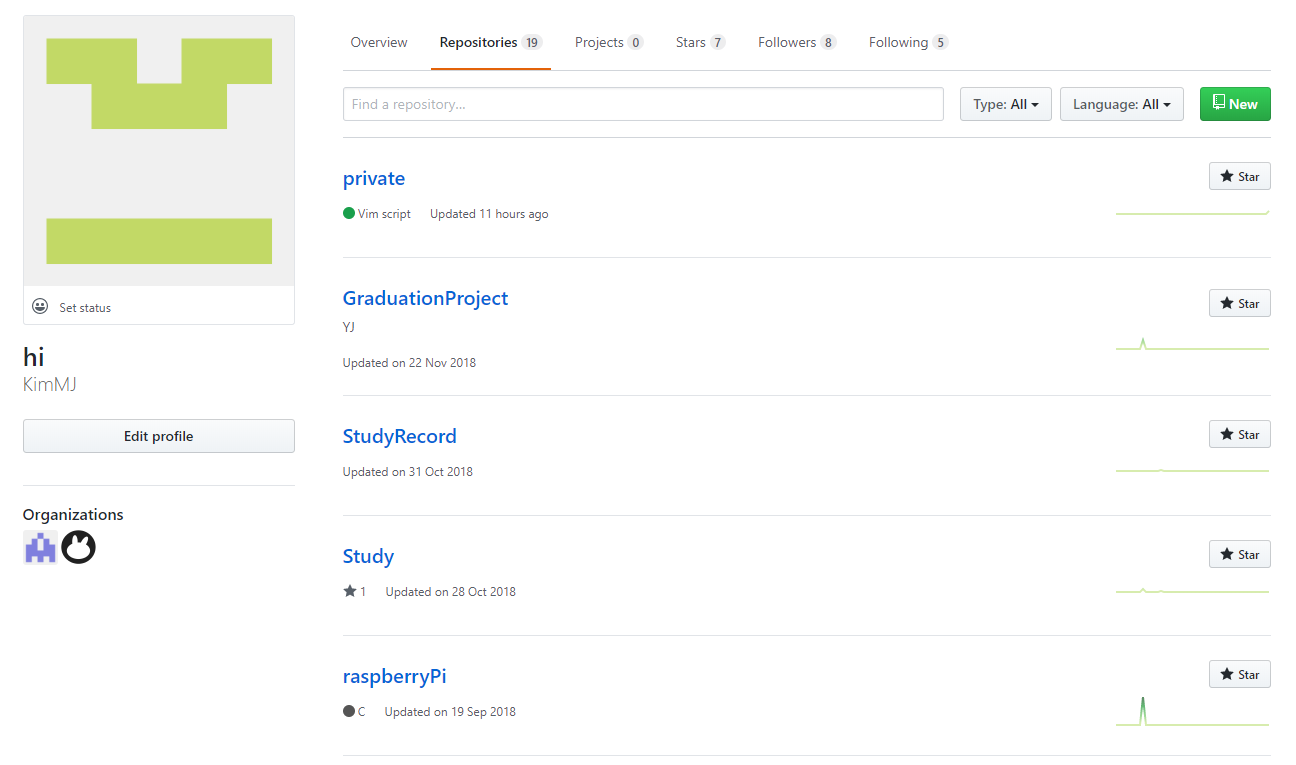 Overview Repositories 19 Projects 0 Stars 7 Followers 8 Following 5
Find a repository...
Type: All
Language: All
New
Set status
hi
KimMJ
Edit profile
Organizations
private
Star
Vim script Updated 11 hours ago
GraduationProject
Star
YJ
Updated on 22 Nov 2018
StudyRecord
Star
Updated on 31 Oct 2018
Study
Star
1 Updated on 28 Oct 2018
raspberryPi
Star
C Updated on 19 Sep 2018